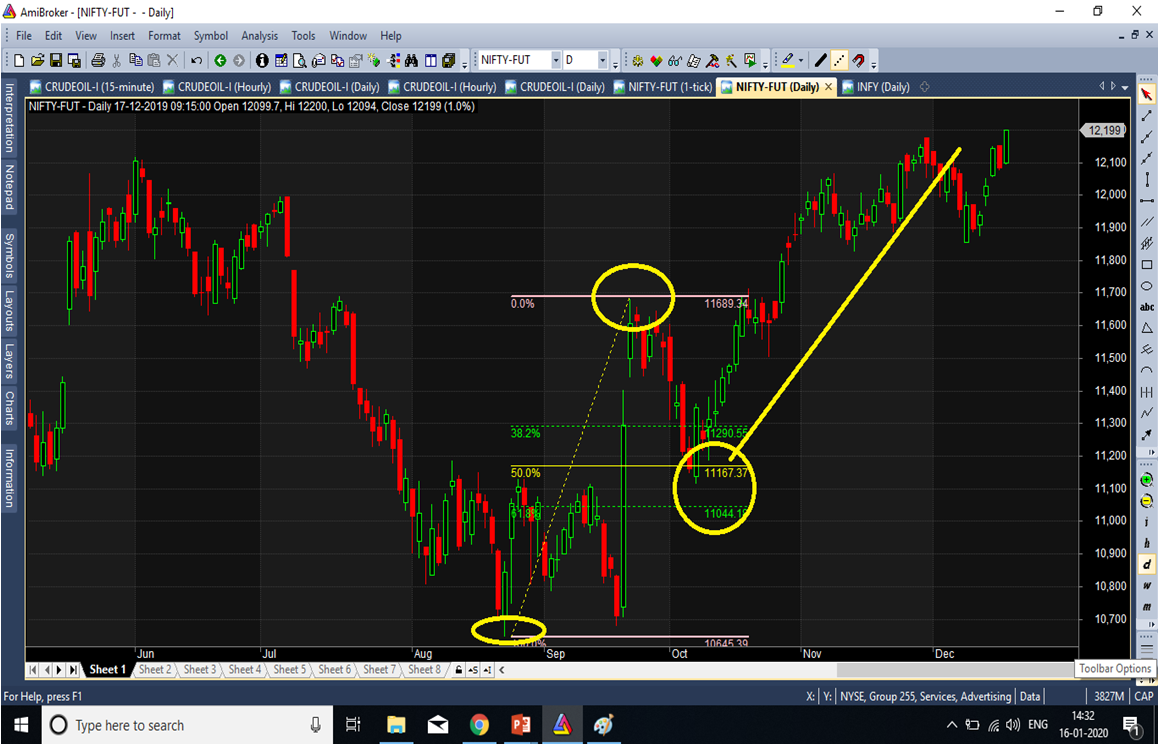 AmiBroker - [NIFTY-FUT - - Daily]
File Edit View Insert Format Symbol Analysis Tools Window Help
NIFTY-FUT D
CRUDEOIL-I (15-minute) CRUDEOIL-I (Hourly) CRUDEOIL-I (Daily) CRUDEOIL-I (Hourly) CRUDEOIL-I (Daily) NIFTY-FUT (1-tick) NIFTY-FUT (Daily) INFY (Daily)
NIFTY-FUT - Daily 17-12-2019 09:15:00 Open 12099.7, Hi 12200, Lo 12094, Close 12199 (1.0%)
Interpretation
Notepad
Symbols
Layouts
Layers
Charts
Information
12,199
12,100
12,000
11,900
11,800
11,700
11,600
11,500
11,400
11,300
11,200
11,100
11,000
10,900
10,800
10,700
0.0% 11689.34
38.2% 11290.55
50.0% 11167.37
61.8%
10645.39
Jun Jul Aug Sep Oct Nov Dec
abc
i
h
d
w
m
Sheet 1 Sheet 2 Sheet 3 Sheet 4 Sheet 5 Sheet 6 Sheet 7 Sheet 8
Toolbar Options
For Help, press F1 X: Y: NYSE, Group 255, Services, Advertising Data 3827M CAP
Type here to search
ENG
14:32
16-01-2020
1